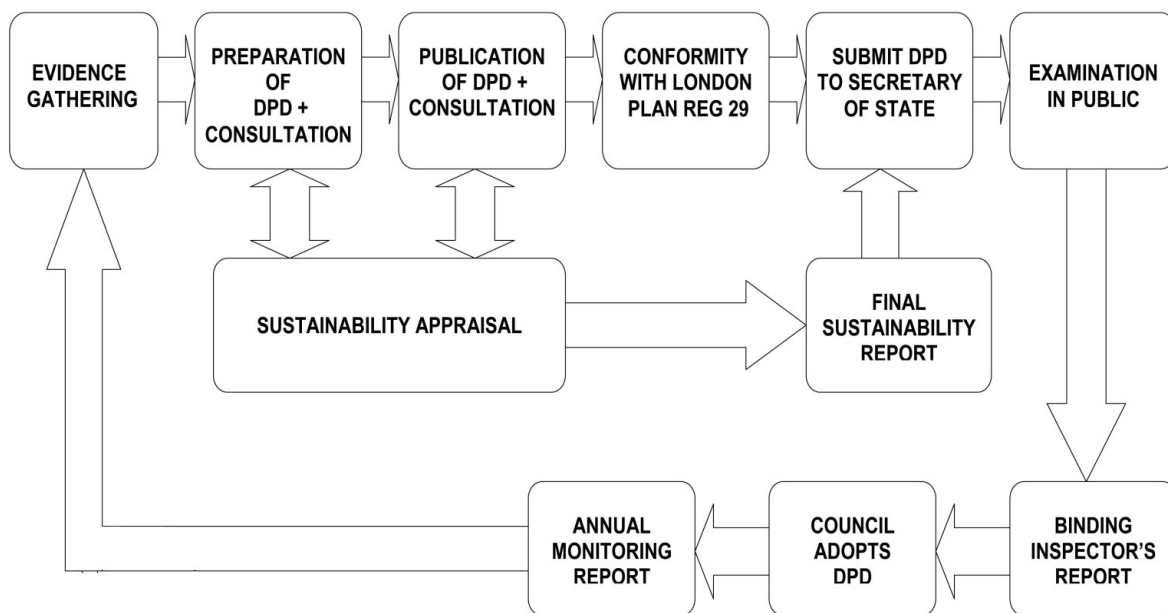 EVIDENCE
GATHERING
PREPARATION
OF
DPD +
CONSULTATION
PUBLICATION
OF DPD +
CONSULTATION
CONFORMITY
WITH LONDON
PLAN REG 29
SUBMIT DPD
TO SECRETARY
OF STATE
EXAMINATION
IN PUBLIC
SUSTAINABILITY APPRAISAL
FINAL
SUSTAINABILITY
REPORT
ANNUAL
MONITORING
REPORT
COUNCIL
ADOPTS
DPD
BINDING
INSPECTOR'S
REPORT